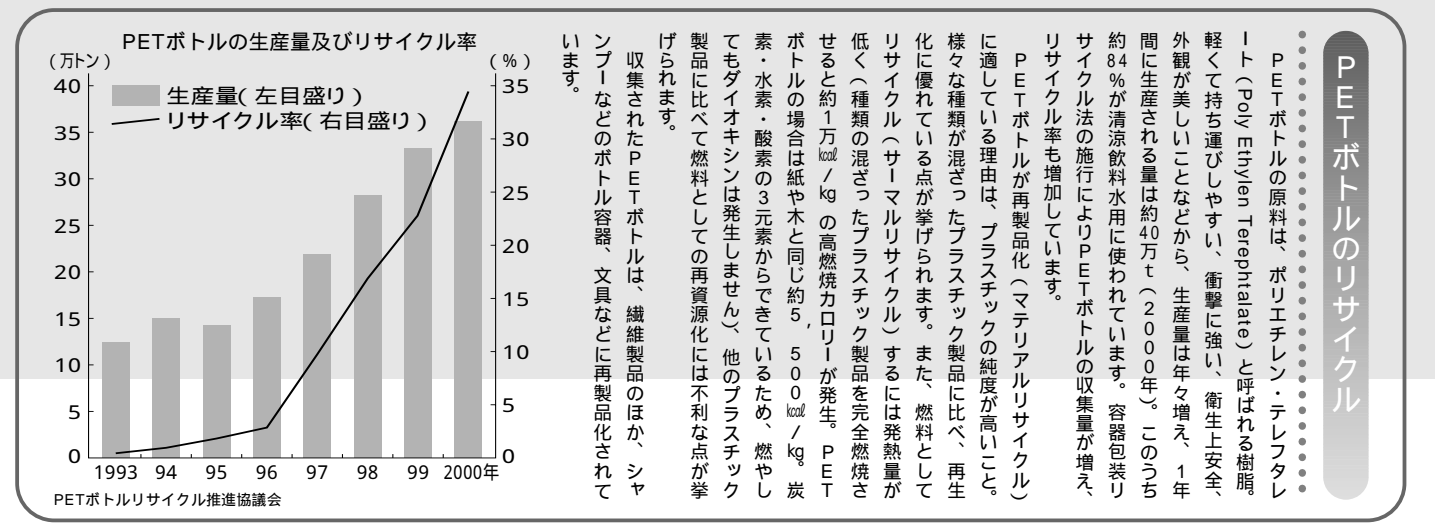 PETボトルのリサイクル
　PETボトルの原料は、ポリエチレン・テレフタレ
ート(Poly Ethylen Terephtalate)と呼ばれる樹脂。
軽くて持ち運びしやすい、衝撃に強い、衛生上安全、
外観が美しいことなどから、生産量は年々増え、1年
間に生産される量は約40万t(2000年)。このうち
約84%が清涼飲料水用に使われています。容器包装リ
サイクル法の施行によりPETボトルの収集量が増え、
リサイクル率も増加しています。
　PETボトルが再製品化(マテリアルリサイクル)
に適している理由は、プラスチックの純度が高いこと。
様々な種類が混ざったプラスチック製品に比べ、再生
化に優れている点が挙げられます。また、燃料として
リサイクル(サーマルリサイクル)するには発熱量が
低く(種類の混ざったプラスチック製品を完全燃焼さ
せると約1万㎉/kgの高燃焼カロリーが発生。PET
ボトルの場合は紙や木と同じ約5,500㎉/kg。炭
素・水素・酸素の3元素からできているため、燃やし
てもダイオキシンは発生しません)、他のプラスチック
製品に比べて燃料としての再資源化には不利な点が挙
げられます。
　収集されたPETボトルは、繊維製品のほか、シャ
ンプーなどのボトル容器、文具などに再製品化されて
います。
PETボトルの生産量及びリサイクル率
(万トン)
(%)
生産量(左目盛り)
リサイクル率(右目盛り)
40
35
30
25
20
15
10
5
0
35
30
25
20
15
10
5
0
1993 94 95 96 97 98 99 2000年
PETボトルリサイクル推進協議会